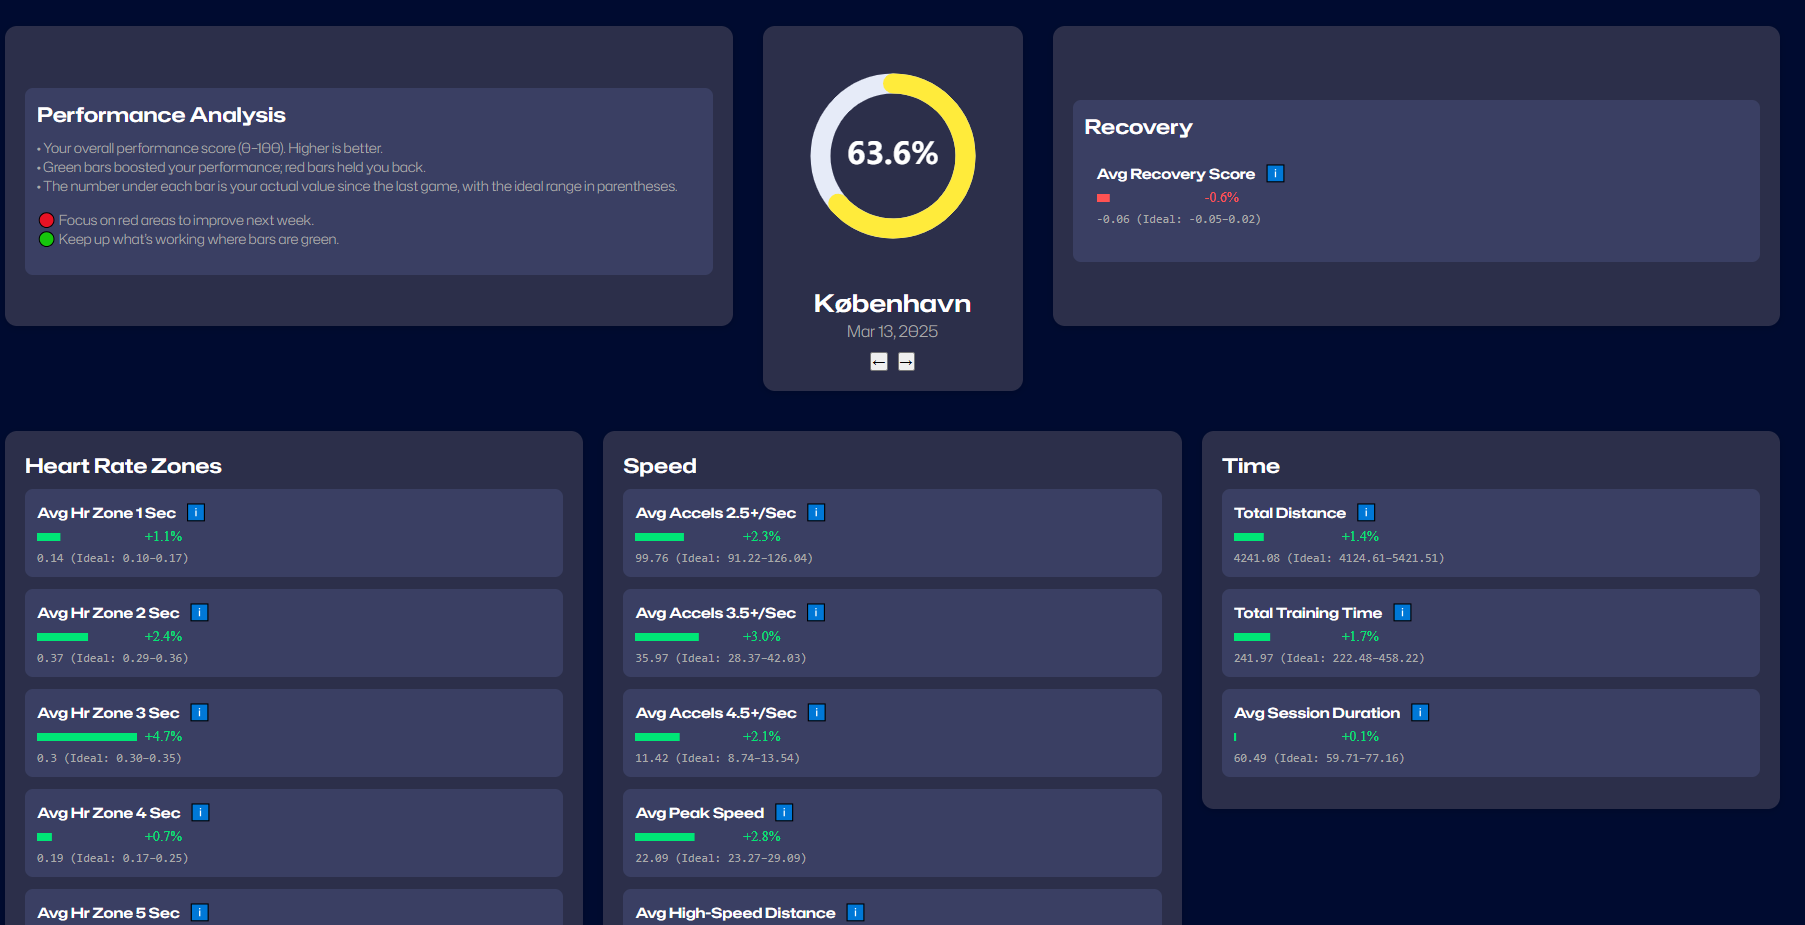 Performance Analysis
• Your overall performance score (0–100). Higher is better.
• Green bars boosted your performance; red bars held you back.
• The number under each bar is your actual value since the last game, with the ideal range in parentheses.
Focus on red areas to improve next week.
Keep up what's working where bars are green.
63.6%
København
Mar 13, 2025
← →
Recovery
Avg Recovery Score i
-0.6%
-0.06 (Ideal: -0.05–0.02)
Heart Rate Zones
Avg Hr Zone 1 Sec i
+1.1%
0.14 (Ideal: 0.10–0.17)
Avg Hr Zone 2 Sec i
+2.4%
0.37 (Ideal: 0.29–0.36)
Avg Hr Zone 3 Sec i
+4.7%
0.3 (Ideal: 0.30–0.35)
Avg Hr Zone 4 Sec i
+0.7%
0.19 (Ideal: 0.17–0.25)
Avg Hr Zone 5 Sec i
Speed
Avg Accels 2.5+/Sec i
+2.3%
99.76 (Ideal: 91.22–126.04)
Avg Accels 3.5+/Sec i
+3.0%
35.97 (Ideal: 28.37–42.03)
Avg Accels 4.5+/Sec i
+2.1%
11.42 (Ideal: 8.74–13.54)
Avg Peak Speed i
+2.8%
22.09 (Ideal: 23.27–29.09)
Avg High-Speed Distance i
Time
Total Distance i
+1.4%
4241.08 (Ideal: 4124.61–5421.51)
Total Training Time i
+1.7%
241.97 (Ideal: 222.48–458.22)
Avg Session Duration i
+0.1%
60.49 (Ideal: 59.71–77.16)